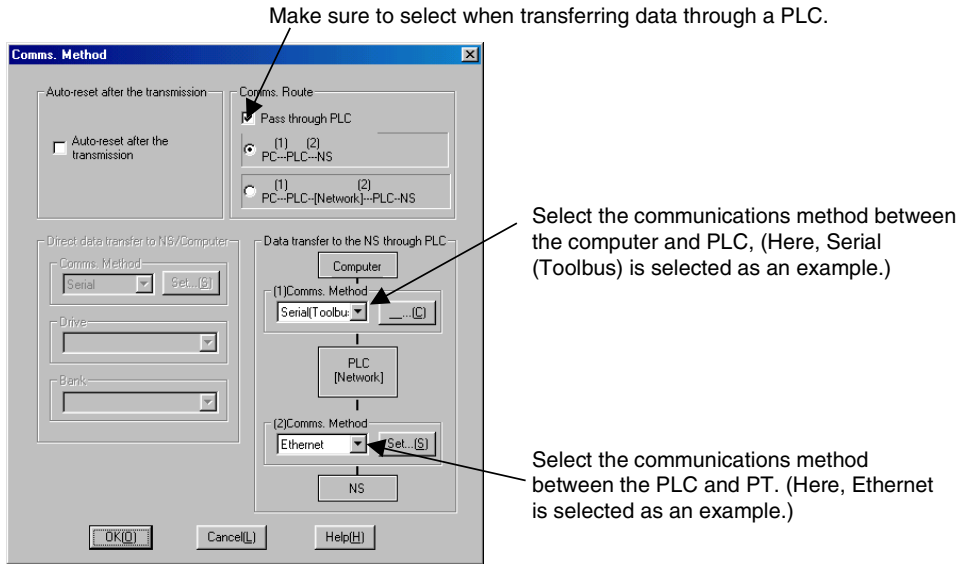 Make sure to select when transferring data through a PLC.
Comms. Method
Auto-reset after the transmission
Auto-reset after the
transmission
Comms. Route
Pass through PLC
(1) (2)
PC---PLC---NS
(1) (2)
PC---PLC--[Network]---PLC--NS
Direct data transfer to NS/Computer
Comms. Method
Serial
Set...(S)
Drive
Bank
Data transfer to the NS through PLC
Computer
(1)Comms. Method
Serial(Toolbu:
__...(C)
PLC
[Network]
(2)Comms. Method
Ethernet
Set...(S)
NS
OK(O)
Cancel(L)
Help(H)
Select the communications method between
the computer and PLC, (Here, Serial
(Toolbus) is selected as an example.)
Select the communications method
between the PLC and PT. (Here, Ethernet
is selected as an example.)